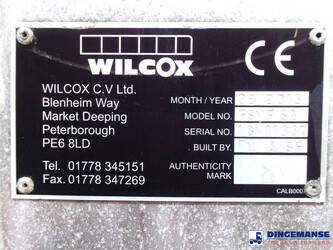 WILCOX
CE
WILCOX C.V Ltd.
Blenheim Way
Market Deeping
Peterborough
PE6 8LD
Tel. 01778 345151
Fax. 01778 347269
MONTH / YEAR
MODEL NO.
SERIAL NO.
BUILT BY.
AUTHENTICITY
MARK
DINGEMANSE